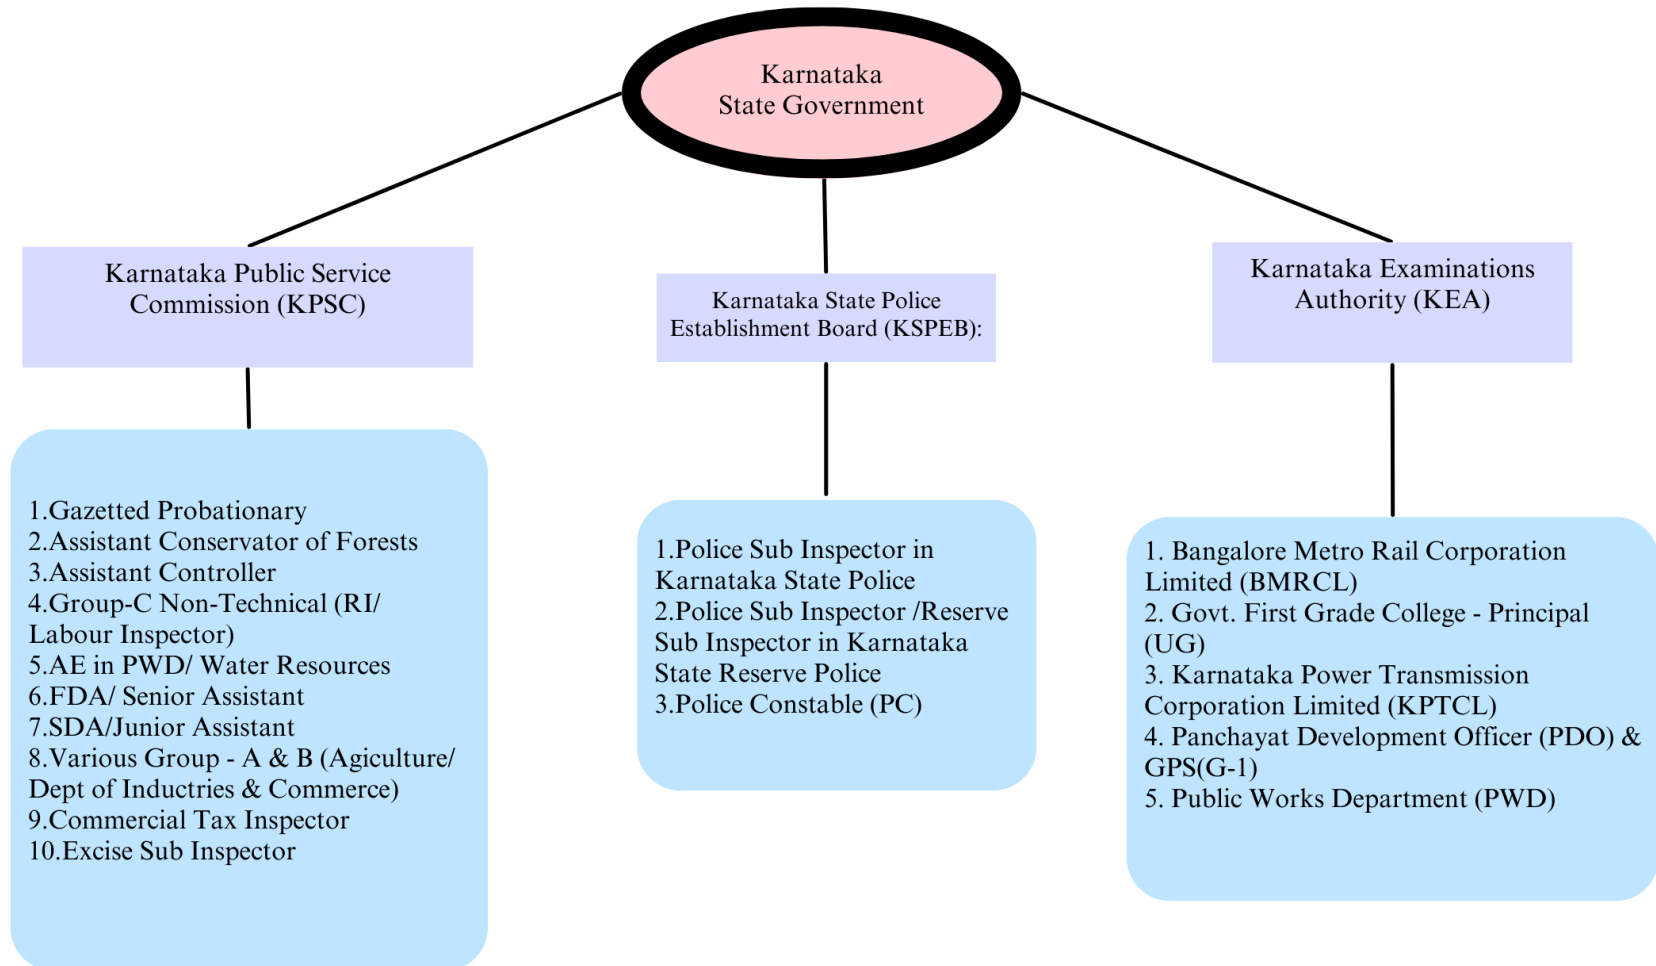 Karnataka
State Government
Karnataka Public Service
Commission (KPSC)
Karnataka State Police
Establishment Board (KSPEB):
Karnataka Examinations
Authority (KEA)
1.Gazetted Probationary
2.Assistant Conservator of Forests
3.Assistant Controller
4.Group-C Non-Technical (RI/
Labour Inspector)
5.AE in PWD/ Water Resources
6.FDA/ Senior Assistant
7.SDA/Junior Assistant
8.Various Group - A & B (Agiculture/
Dept of Inductries & Commerce)
9.Commercial Tax Inspector
10.Excise Sub Inspector
1.Police Sub Inspector in
Karnataka State Police
2.Police Sub Inspector /Reserve
Sub Inspector in Karnataka
State Reserve Police
3.Police Constable (PC)
1. Bangalore Metro Rail Corporation
Limited (BMRCL)
2. Govt. First Grade College - Principal
(UG)
3. Karnataka Power Transmission
Corporation Limited (KPTCL)
4. Panchayat Development Officer (PDO) &
GPS(G-1)
5. Public Works Department (PWD)